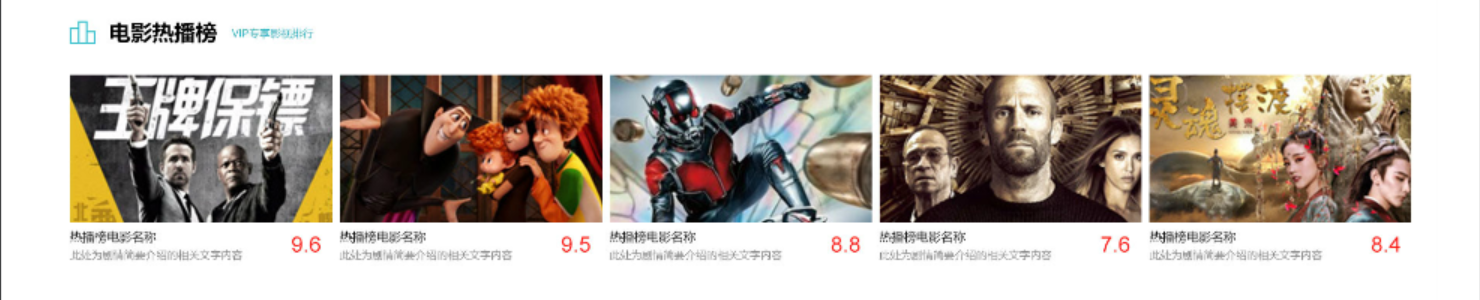 电影热播榜 VIP专享影视排行
王牌保镖
灵魂摆渡
热播榜电影名称 9.6
此处为剧情简要介绍的相关文字内容
热播榜电影名称 9.5
此处为剧情简要介绍的相关文字内容
热播榜电影名称 8.8
此处为剧情简要介绍的相关文字内容
热播榜电影名称 7.6
此处为剧情简要介绍的相关文字内容
热播榜电影名称 8.4
此处为剧情简要介绍的相关文字内容